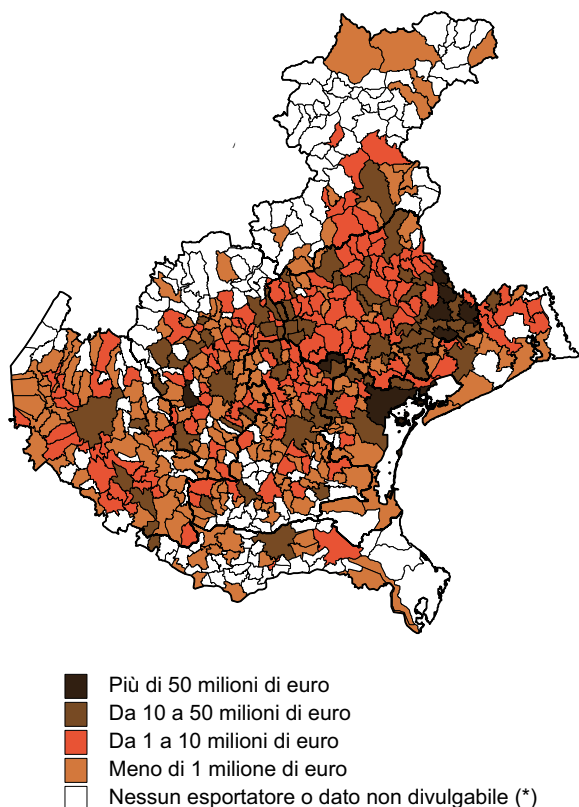 Più di 50 milioni di euro
Da 10 a 50 milioni di euro
Da 1 a 10 milioni di euro
Meno di 1 milione di euro
Nessun esportatore o dato non divulgabile (*)